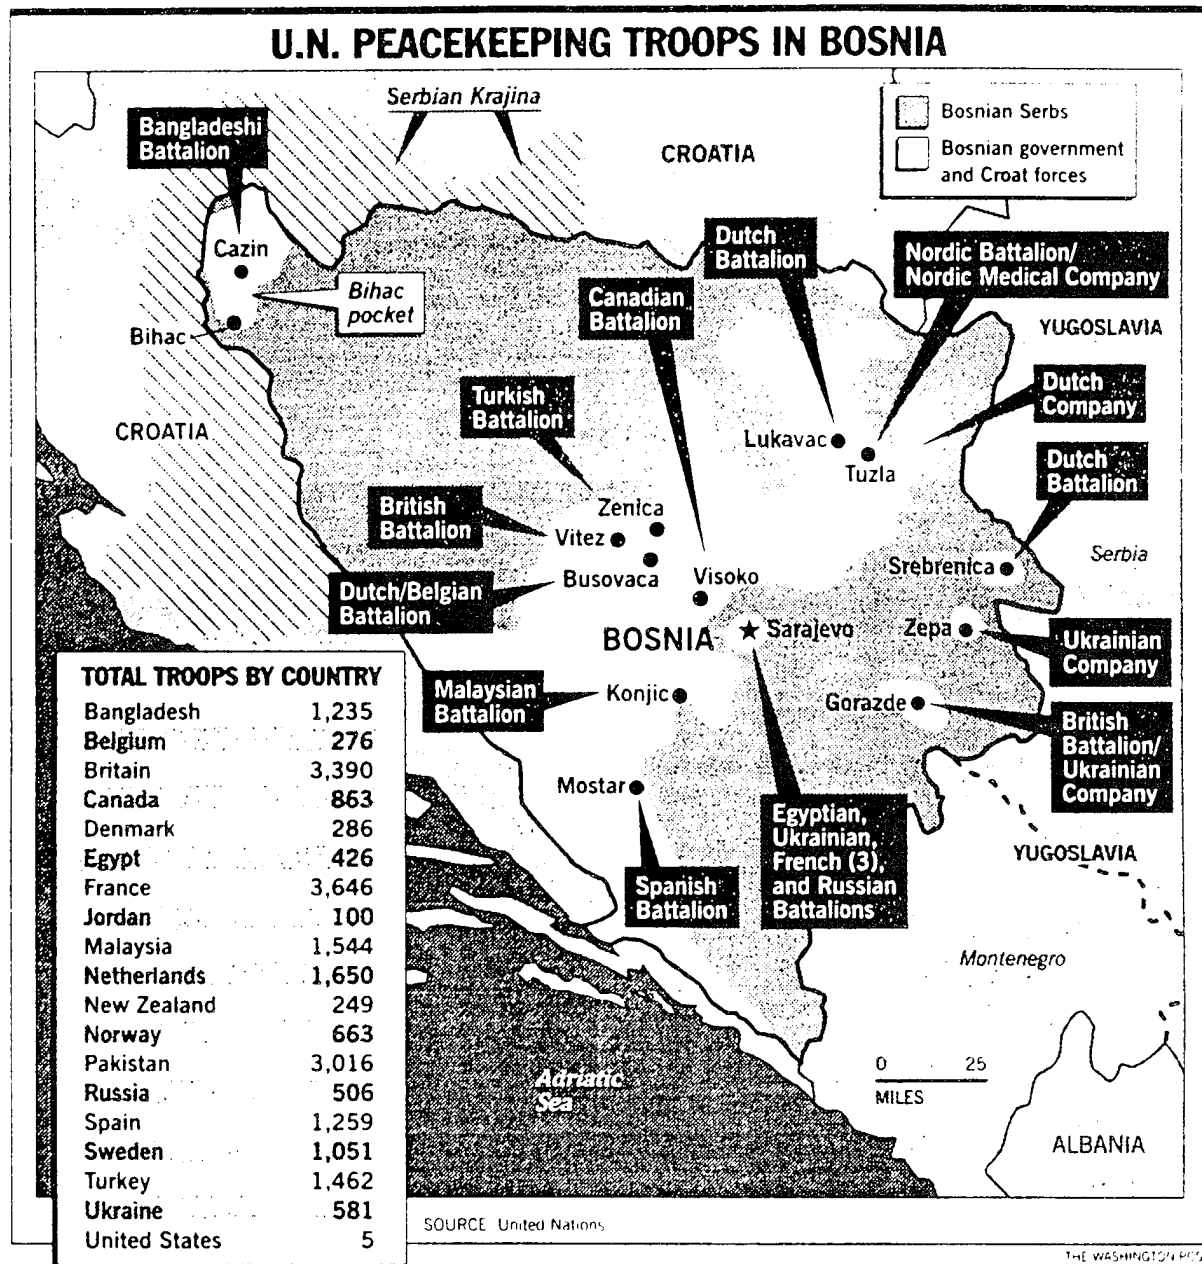 U.N. PEACEKEEPING TROOPS IN BOSNIA
Serbian Krajina
Bangladeshi
Battalion
CROATIA
Bosnian Serbs
Bosnian government
and Croat forces
Dutch
Battalion
Nordic Battalion/
Nordic Medical Company
Cazin
Bihac
pocket
Canadian
Battalion
Bihac
YUGOSLAVIA
Turkish
Battalion
Dutch
Company
CROATIA
Lukavac
Tuzla
Dutch
Battalion
British
Battalion
Zenica
Vitez
Busovaca
Serbia
Srebrenica
Dutch/Belgian
Battalion
Visoko
BOSNIA
Sarajevo
Zepa
Ukrainian
Company
Malaysian
Battalion
Konjic
Gorazde
British
Battalion/
Ukrainian
Company
Mostar
Egyptian,
Ukrainian,
French (3),
and Russian
Battalions
YUGOSLAVIA
Spanish
Battalion
Montenegro
Adriatic
Sea
0 25
MILES
ALBANIA
TOTAL TROOPS BY COUNTRY
Bangladesh 1,235
Belgium 276
Britain 3,390
Canada 863
Denmark 286
Egypt 426
France 3,646
Jordan 100
Malaysia 1,544
Netherlands 1,650
New Zealand 249
Norway 663
Pakistan 3,016
Russia 506
Spain 1,259
Sweden 1,051
Turkey 1,462
Ukraine 581
United States 5
SOURCE United Nations
THE WASHINGTON